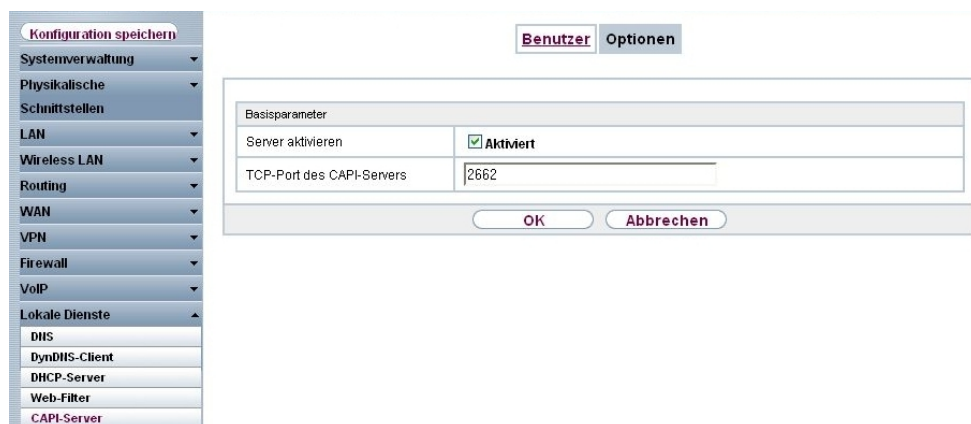 Konfiguration speichern
Systemverwaltung
Physikalische
Schnittstellen
LAN
Wireless LAN
Routing
WAN
VPN
Firewall
VoIP
Lokale Dienste
DNS
DynDNS-Client
DHCP-Server
Web-Filter
CAPI-Server
Benutzer Optionen
Basisparameter
Server aktivieren Aktiviert
TCP-Port des CAPI-Servers 2662
OK Abbrechen